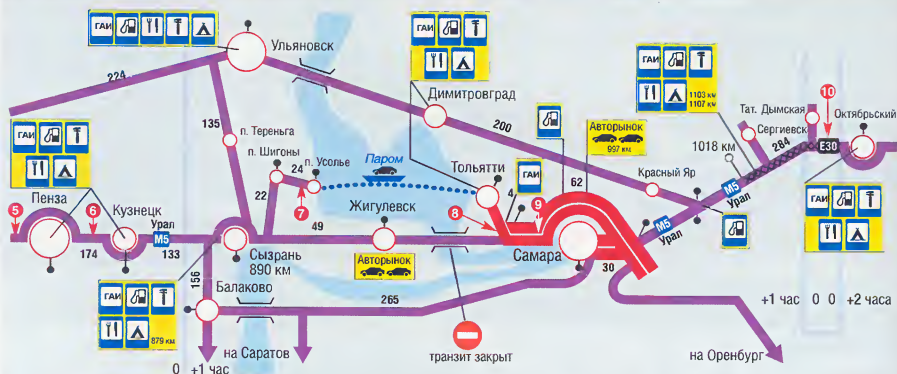 ГАИ
Ульяновск
224
135
ГАИ
Димитровград
200
ГАИ
1103 км
1107 км
10
Тат. Дымская
Октябрьский
Сергиевск
E30
284
1018 км
ГАИ
п. Тереньга
п. Шигоны
24
п. Усолье
22
7
Паром
Тольятти
ГАИ
4
Авторынок
997 км
62
Красный Яр
М5
Урал
ГАИ
Пенза
5
6
Кузнецк
174
Урал
М5
133
Жигулевск
49
8
9
Сызрань
890 км
Авторынок
Самара
30
М5
Урал
ГАИ
879 км
156
Балаково
265
+1 час 0 0 +2 часа
на Саратов
транзит закрыт
на Оренбург
0 +1 час